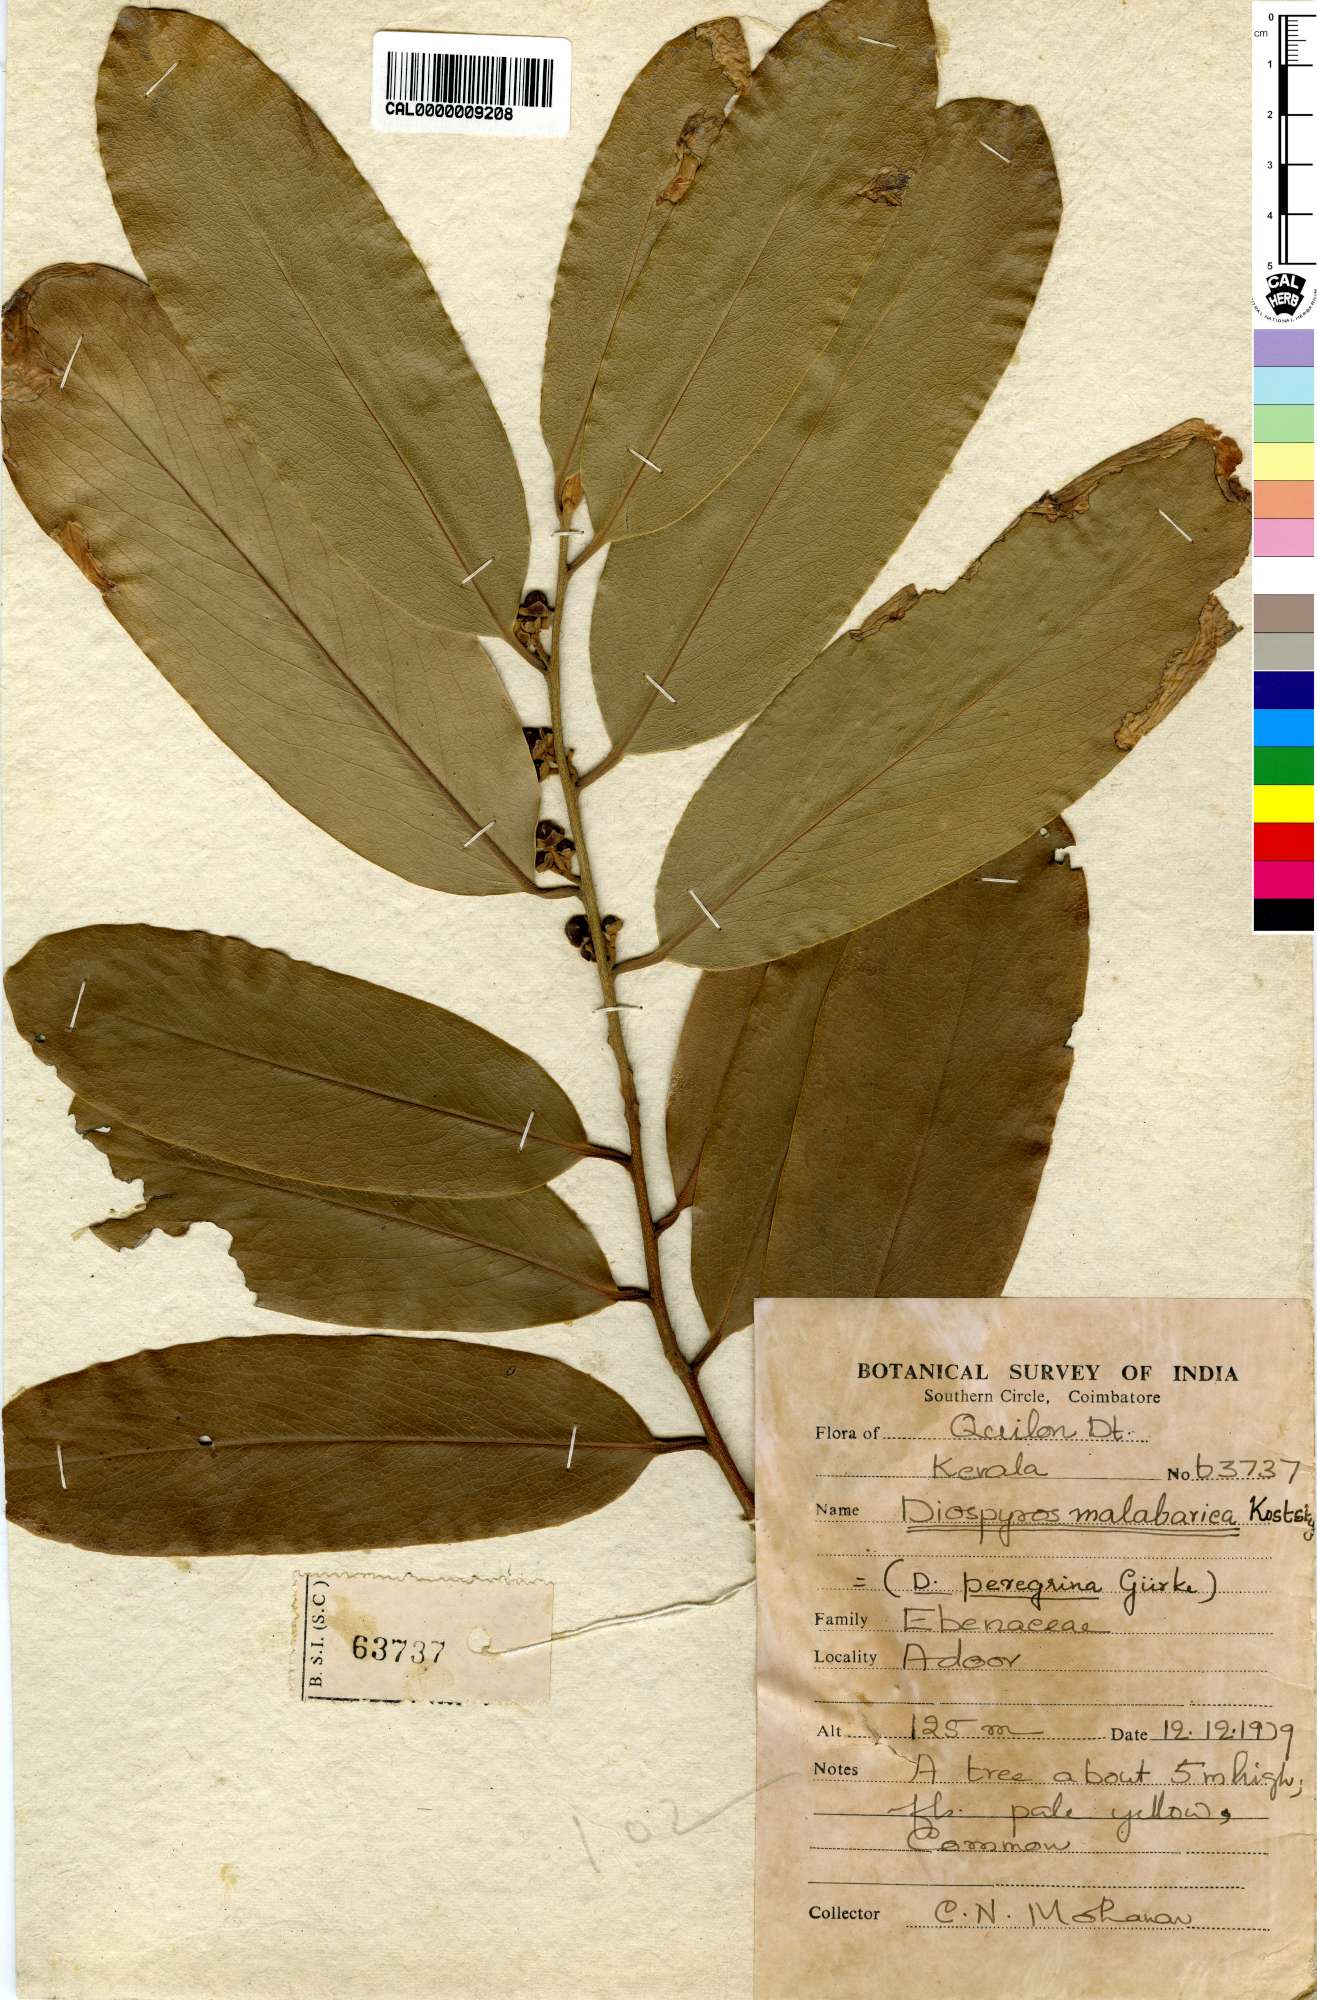 CAL0000009208
0
cm
1
2
3
4
5
CAL
HERB
BOTANICAL SURVEY OF INDIA
Southern Circle, Coimbatore
Flora of Quilon Dt.
Kerala No 63737
Name Diospyros malabarica Kostsky
= (D. peregrina Gürke)
Family Ebenaceae
Locality Adoor
Alt 125 m Date 12.12.1979
Notes A tree about 5m high;
fls. pale yellow,
Common
Collector C. N. Mohanan
B. S. I. (S. C)
63737
102